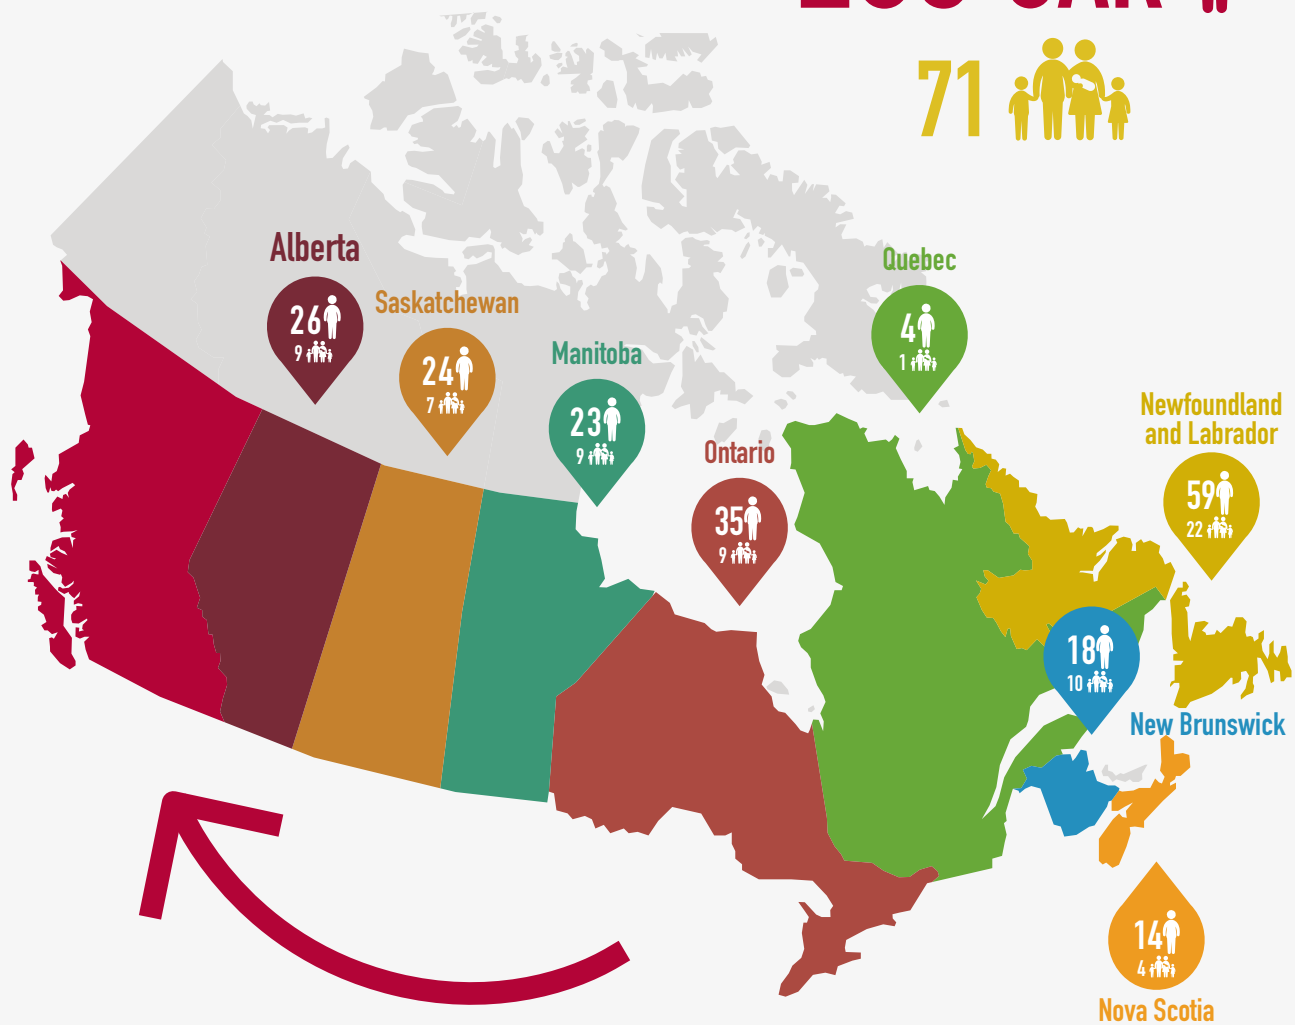 71
Alberta
26
9
Saskatchewan
24
7
Manitoba
23
9
Ontario
35
9
Quebec
4
1
Newfoundland
and Labrador
59
22
18
10
New Brunswick
14
4
Nova Scotia